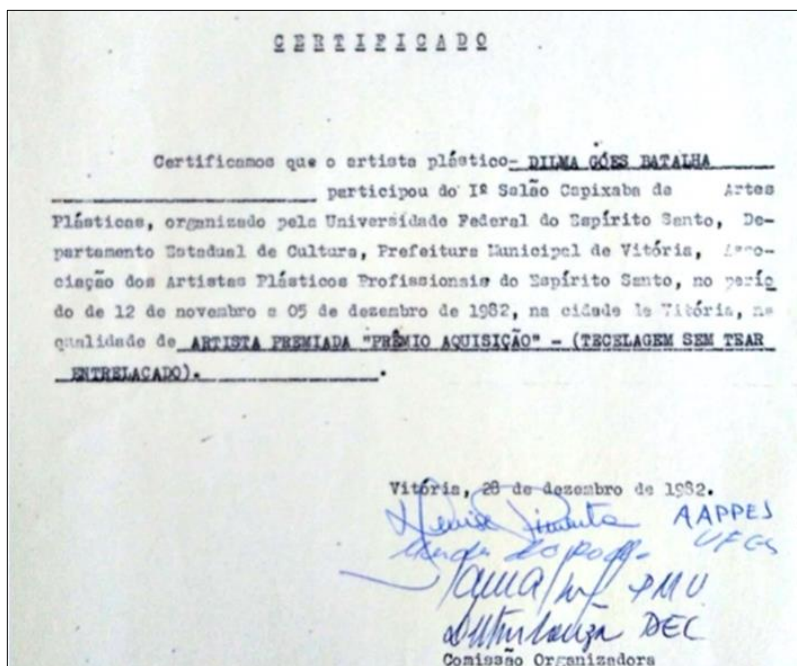 CERTIFICADO
Certificamos que o artista plástico- DILMA GÓES BATALHA
participou do Iº Salão Capixaba de Artes
Plásticas, organizado pela Universidade Federal do Espírito Santo, De-
partamento Estadual de Cultura, Prefeitura Municipal de Vitória, Asso-
ciação dos Artistas Plásticos Profissionais do Espírito Santo, no perío
do de 12 de novembro a 05 de dezembro de 1982, na cidade de Vitória, na
qualidade de ARTISTA PREMIADA "PRÊMIO AQUISIÇÃO" - (TECELAGEM SEM TEAR
ENTRELACADO).
Vitória, 28 de dezembro de 1982.
AAPPES
UFES
PMV
DEC
Comissão Organizadora